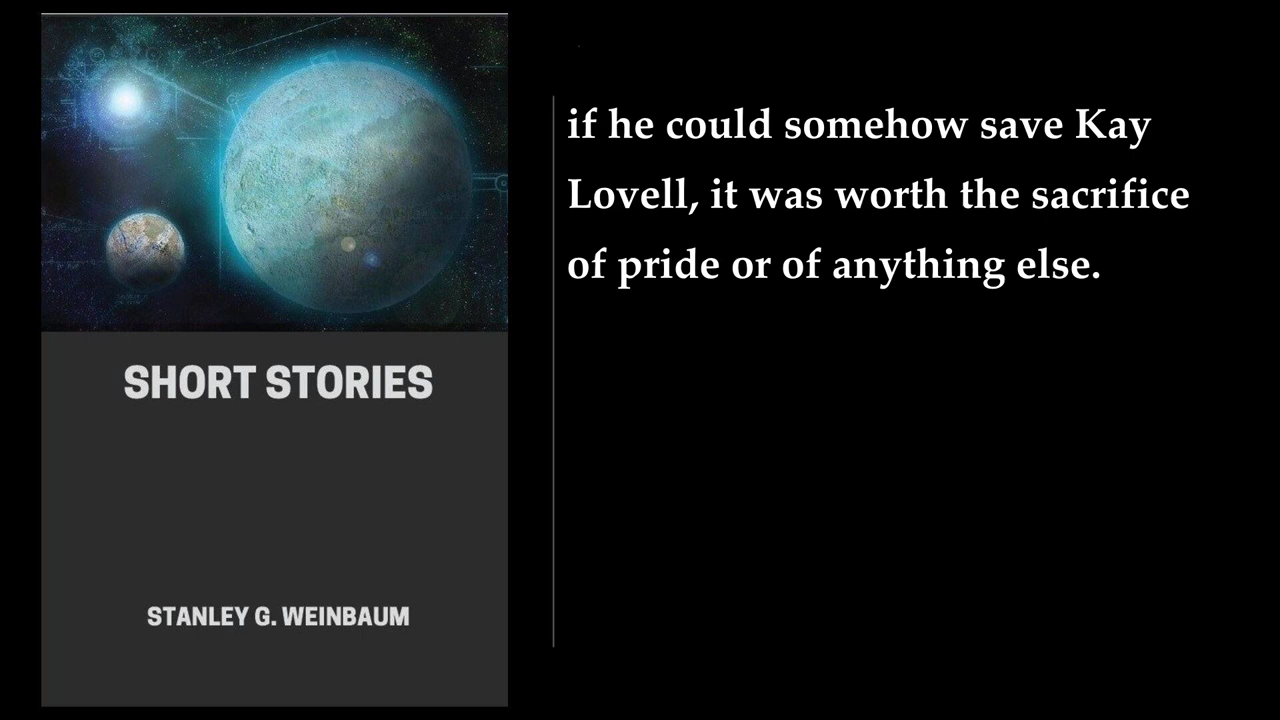 if he could somehow save Kay
Lovell, it was worth the sacrifice
of pride or of anything else.
SHORT STORIES
STANLEY G. WEINBAUM